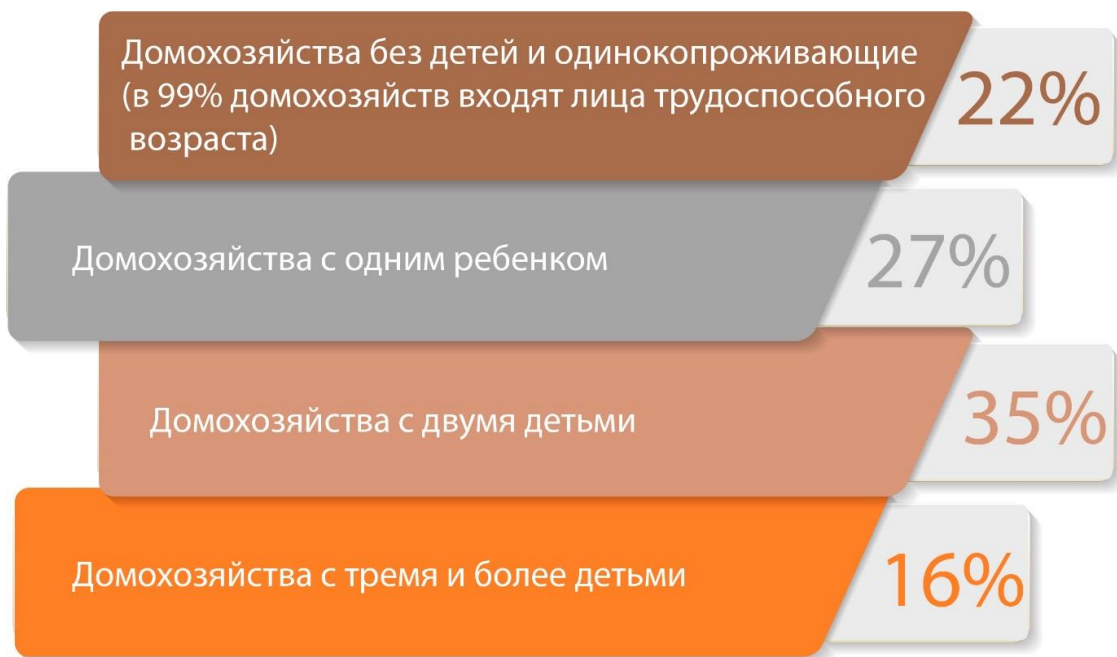 Домохозяйства без детей и одинокопроживающие
(в 99% домохозяйств входят лица трудоспособного
возраста)
22%
Домохозяйства с одним ребенком
27%
Домохозяйства с двумя детьми
35%
Домохозяйства с тремя и более детьми
16%